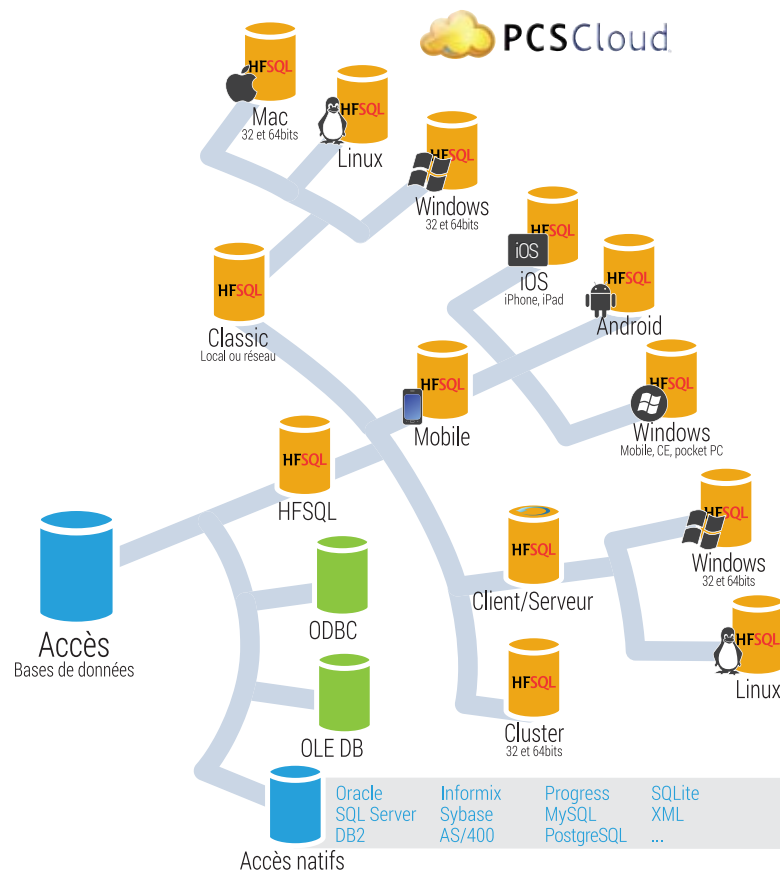 PCSCloud
HFSQL
Mac
32 et 64bits
HFSQL
Linux
HFSQL
Windows
32 et 64bits
HFSQL
iOS
iOS
iPhone, iPad
HFSQL
Classic
Local ou réseau
HFSQL
Android
HFSQL
Mobile
HFSQL
Windows
Mobile, CE, pocket PC
HFSQL
HFSQL
HFSQL
Windows
32 et 64bits
HFSQL
Client/Serveur
Accès
Bases de données
ODBC
HFSQL
Linux
HFSQL
Cluster
32 et 64bits
OLE DB
Oracle Informix Progress SQLite
SQL Server Sybase MySQL XML
DB2 AS/400 PostgreSQL ...
Accès natifs